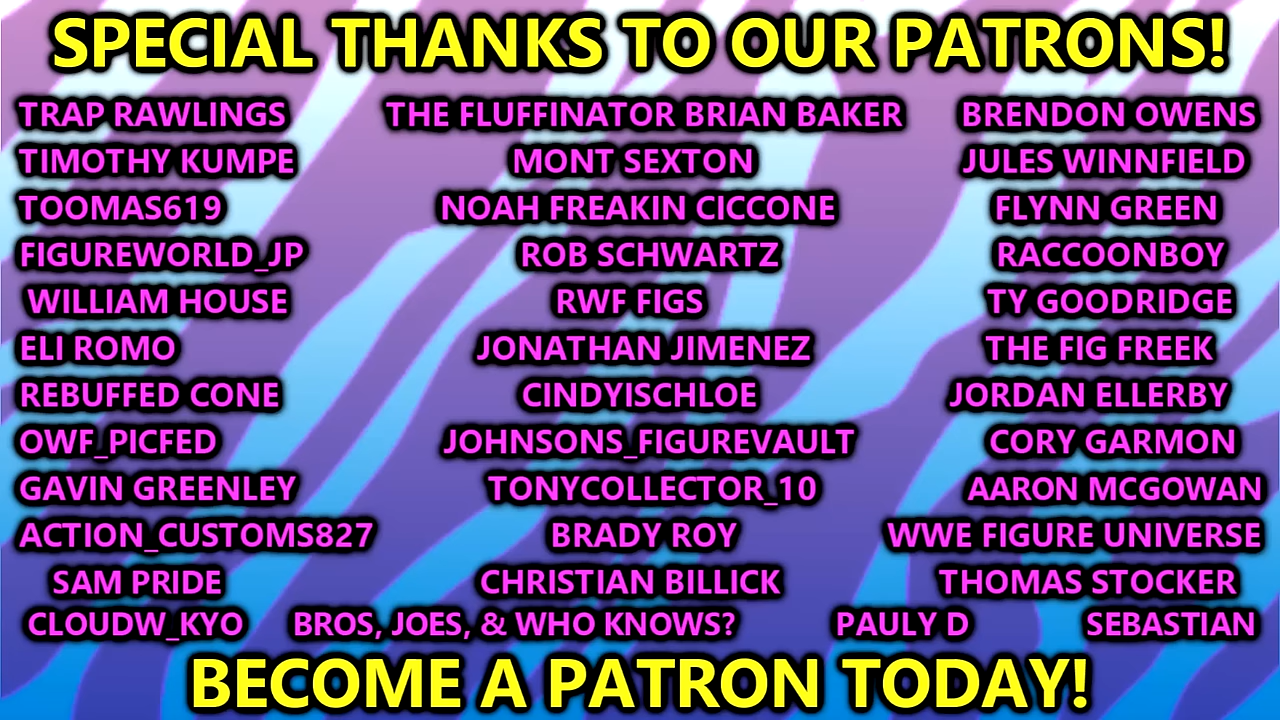 SPECIAL THANKS TO OUR PATRONS!
TRAP RAWLINGS THE FLUFFINATOR BRIAN BAKER BRENDON OWENS
TIMOTHY KUMPE MONT SEXTON JULES WINNFIELD
TOOMAS619 NOAH FREAKIN CICCONE FLYNN GREEN
FIGUREWORLD_JP ROB SCHWARTZ RACCOONBOY
WILLIAM HOUSE RWF FIGS TY GOODRIDGE
ELI ROMO JONATHAN JIMENEZ THE FIG FREEK
REBUFFED CONE CINDYISCHLOE JORDAN ELLERBY
OWF_PICFED JOHNSONS_FIGUREVAULT CORY GARMON
GAVIN GREENLEY TONYCOLLECTOR_10 AARON MCGOWAN
ACTION_CUSTOMS827 BRADY ROY WWE FIGURE UNIVERSE
SAM PRIDE CHRISTIAN BILLICK THOMAS STOCKER
CLOUDW_KYO BROS, JOES, & WHO KNOWS? PAULY D SEBASTIAN
BECOME A PATRON TODAY!